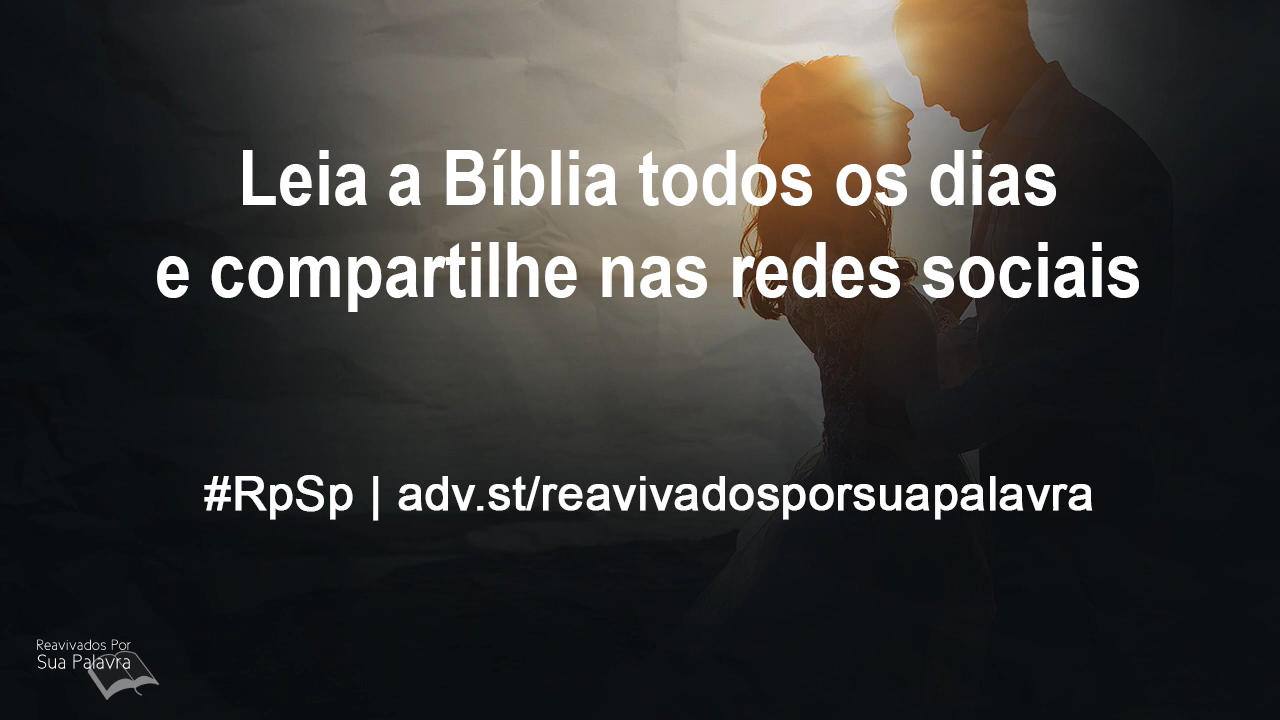 Leia a Bíblia todos os dias
e compartilhe nas redes sociais
#RpSp | adv.st/reavivadosporsuapalavra
Reavivados Por
Sua Palavra